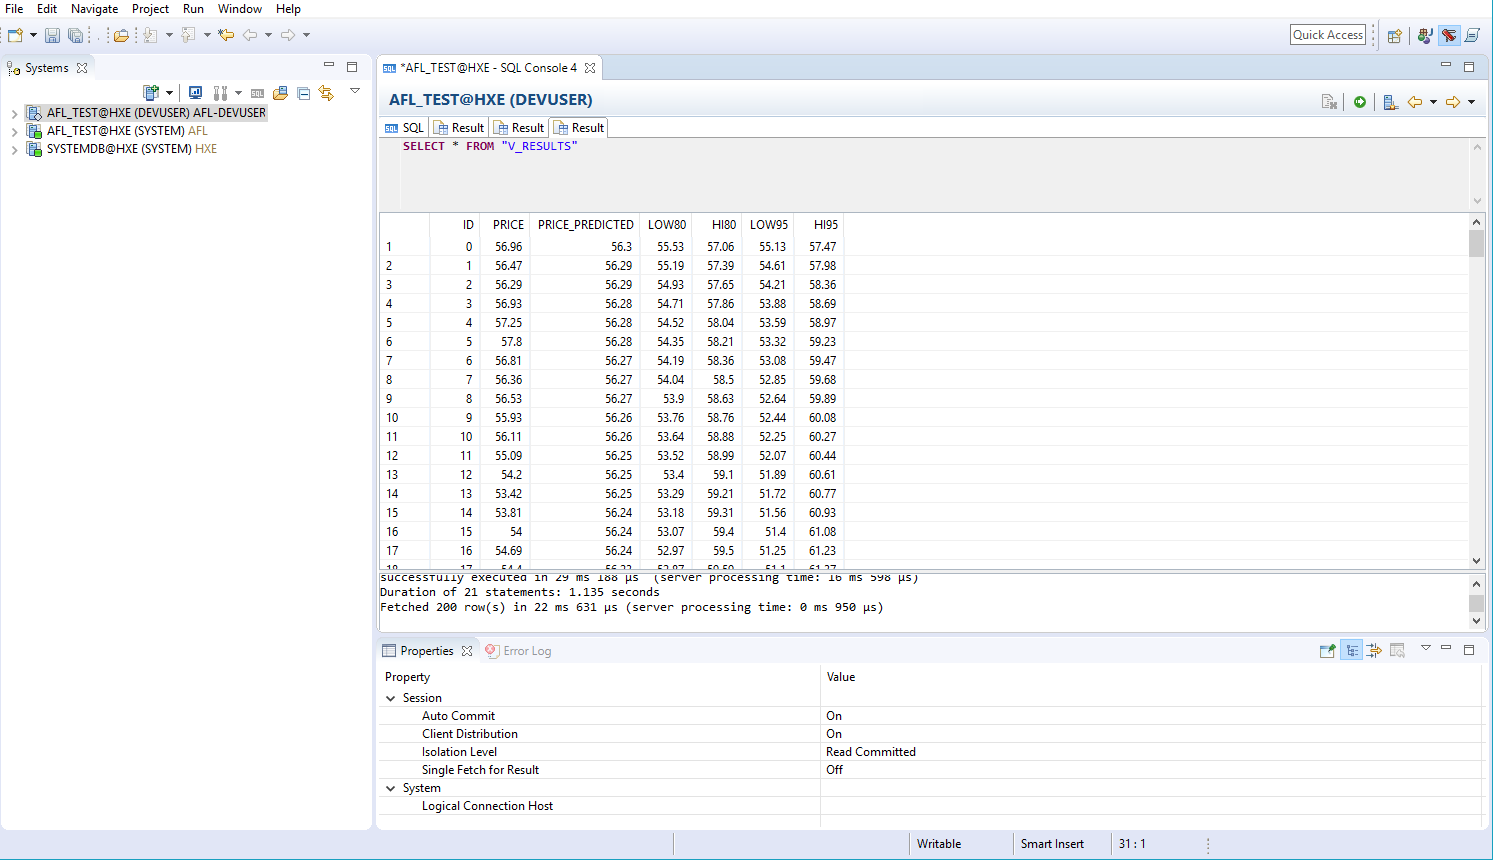 File Edit Navigate Project Run Window Help
Quick Access
Systems
AFL_TEST@HXE (DEVUSER) AFL-DEVUSER
AFL_TEST@HXE (SYSTEM) AFL
SYSTEMDB@HXE (SYSTEM) HXE
*AFL_TEST@HXE - SQL Console 4
AFL_TEST@HXE (DEVUSER)
SQL Result Result Result
SELECT * FROM "V_RESULTS"
ID PRICE PRICE_PREDICTED LOW80 HI80 LOW95 HI95
1 0 56.96 56.3 55.53 57.06 55.13 57.47
2 1 56.47 56.29 55.19 57.39 54.61 57.98
3 2 56.29 56.29 54.93 57.65 54.21 58.36
4 3 56.93 56.28 54.71 57.86 53.88 58.69
5 4 57.25 56.28 54.52 58.04 53.59 58.97
6 5 57.8 56.28 54.35 58.21 53.32 59.23
7 6 56.81 56.27 54.19 58.36 53.08 59.47
8 7 56.36 56.27 54.04 58.5 52.85 59.68
9 8 56.53 56.27 53.9 58.63 52.64 59.89
10 9 55.93 56.26 53.76 58.76 52.44 60.08
11 10 56.11 56.26 53.64 58.88 52.25 60.27
12 11 55.09 56.25 53.52 58.99 52.07 60.44
13 12 54.2 56.25 53.4 59.1 51.89 60.61
14 13 53.42 56.25 53.29 59.21 51.72 60.77
15 14 53.81 56.24 53.18 59.31 51.56 60.93
16 15 54 56.24 53.07 59.4 51.4 61.08
17 16 54.69 56.24 52.97 59.5 51.25 61.23
successfully executed in 29 ms 188 µs (server processing time: 16 ms 598 µs)
Duration of 21 statements: 1.135 seconds
Fetched 200 row(s) in 22 ms 631 µs (server processing time: 0 ms 950 µs)
Properties Error Log
Property Value
Session
Auto Commit On
Client Distribution On
Isolation Level Read Committed
Single Fetch for Result Off
System
Logical Connection Host
Writable Smart Insert 31 : 1